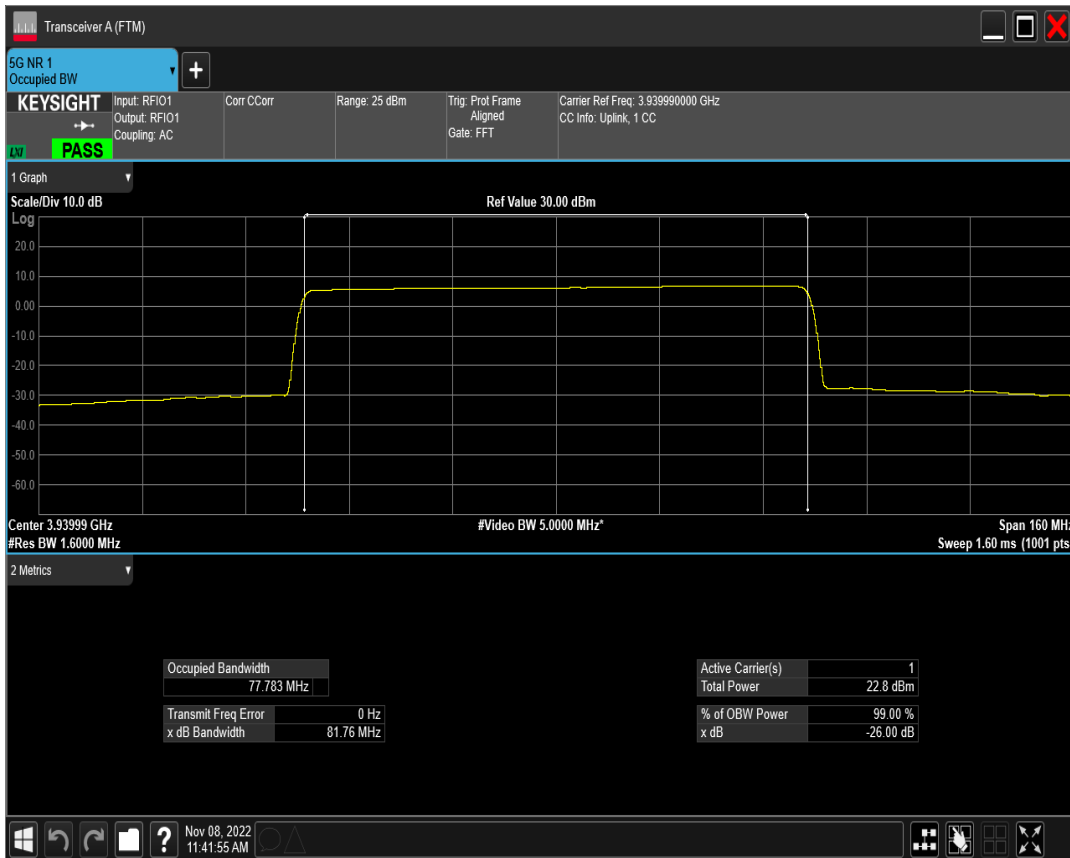 Transceiver A (FTM)
5G NR 1
Occupied BW
+
KEYSIGHT
LXI
PASS
Input: RFIO1
Output: RFIO1
Coupling: AC
Corr CCorr
Range: 25 dBm
Trig: Prot Frame
Aligned
Gate: FFT
Carrier Ref Freq: 3.939990000 GHz
CC Info: Uplink, 1 CC
1 Graph
Scale/Div 10.0 dB
Ref Value 30.00 dBm
Log
20.0
10.0
0.00
-10.0
-20.0
-30.0
-40.0
-50.0
-60.0
Center 3.93999 GHz
#Video BW 5.0000 MHz*
Span 160 MHz
#Res BW 1.6000 MHz
Sweep 1.60 ms (1001 pts
2 Metrics
Occupied Bandwidth
77.783 MHz
Transmit Freq Error 0 Hz
x dB Bandwidth 81.76 MHz
Active Carrier(s) 1
Total Power 22.8 dBm
% of OBW Power 99.00 %
x dB -26.00 dB
?
Nov 08, 2022
11:41:55 AM